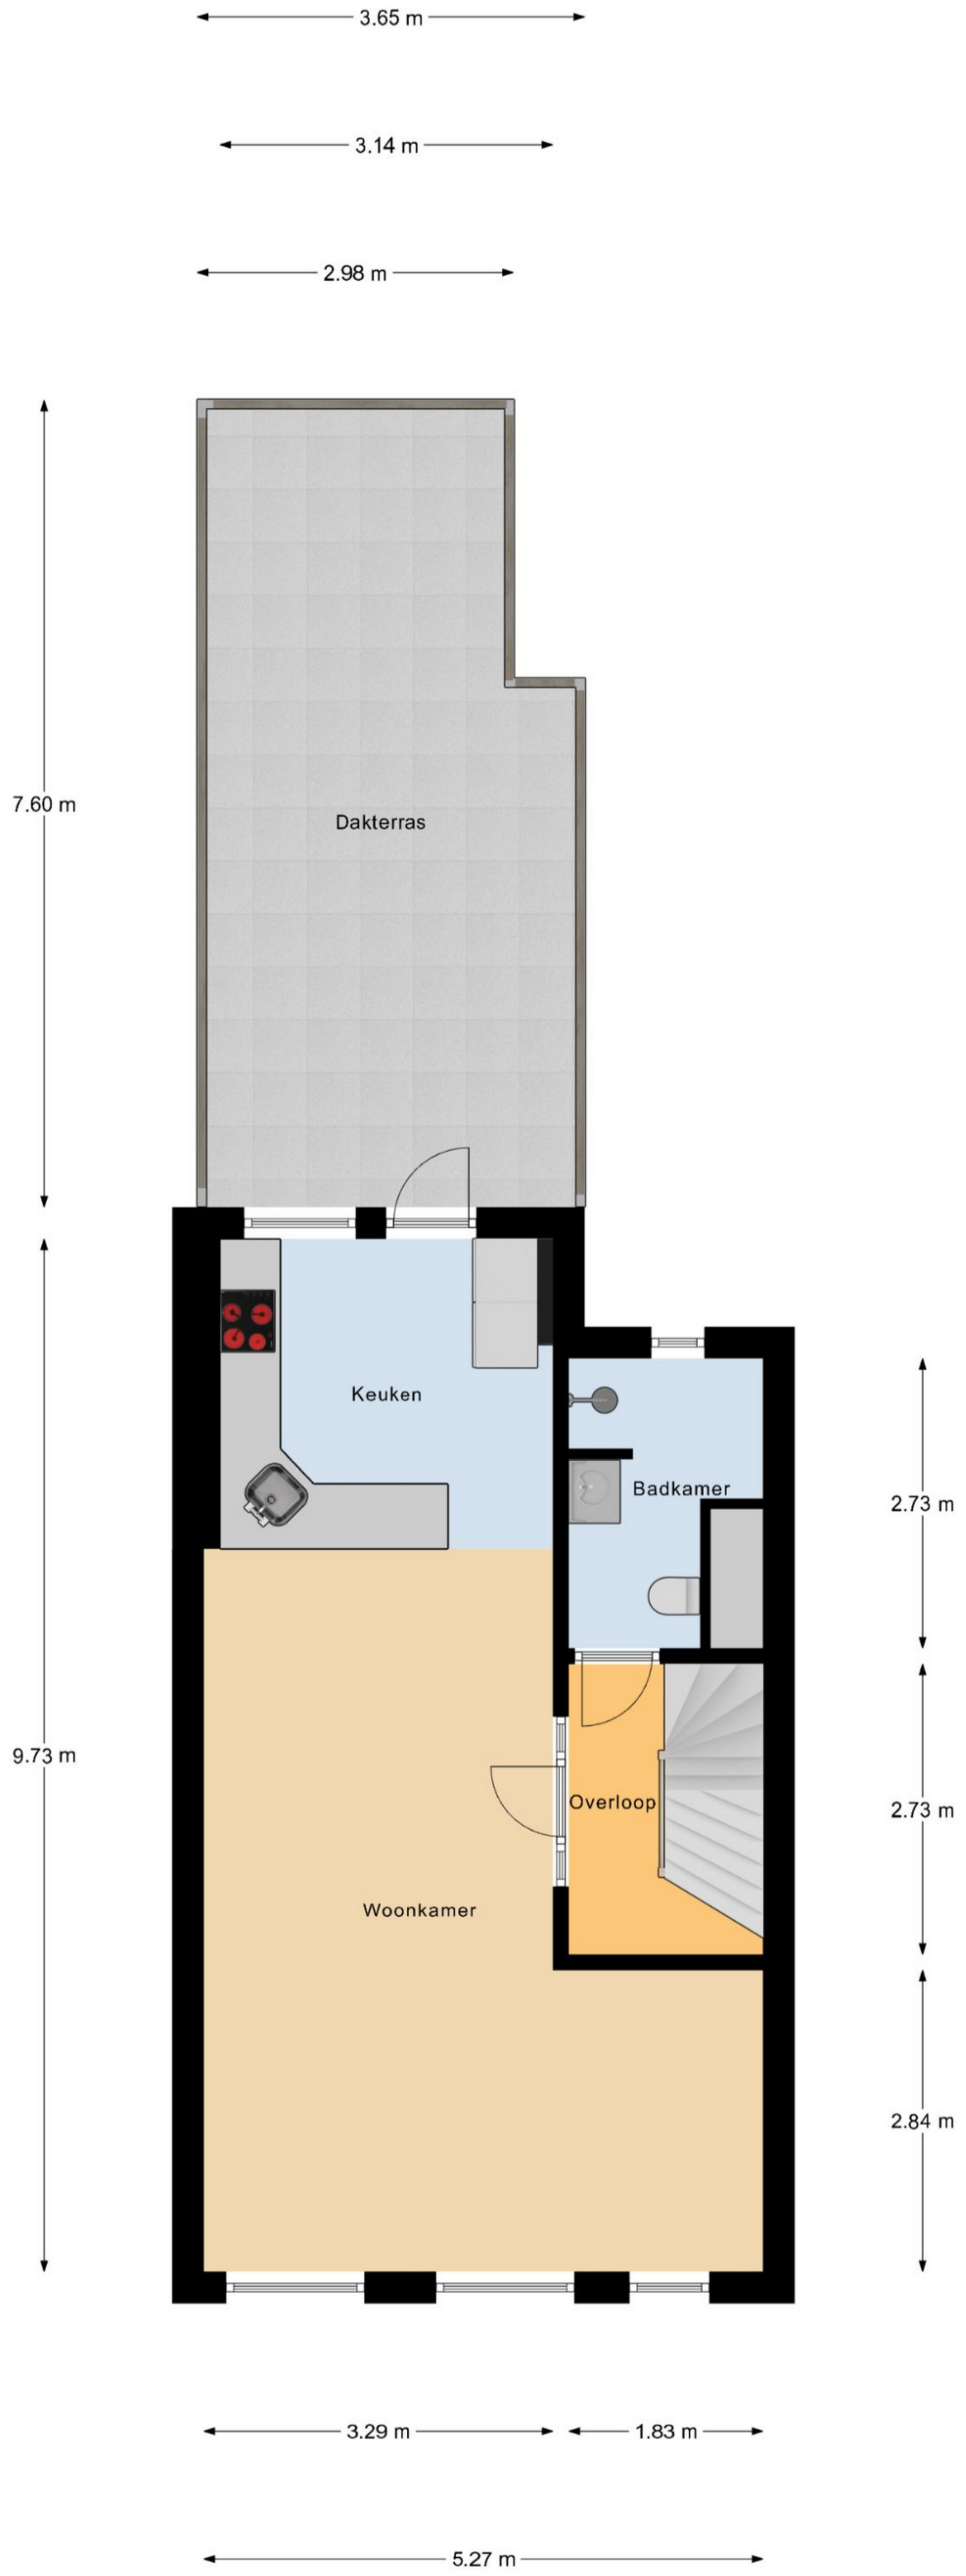 3.65 m
3.14 m
2.98 m
7.60 m
Dakterras
Keuken
Badkamer
2.73 m
9.73 m
Overloop
2.73 m
Woonkamer
2.84 m
3.29 m
1.83 m
5.27 m